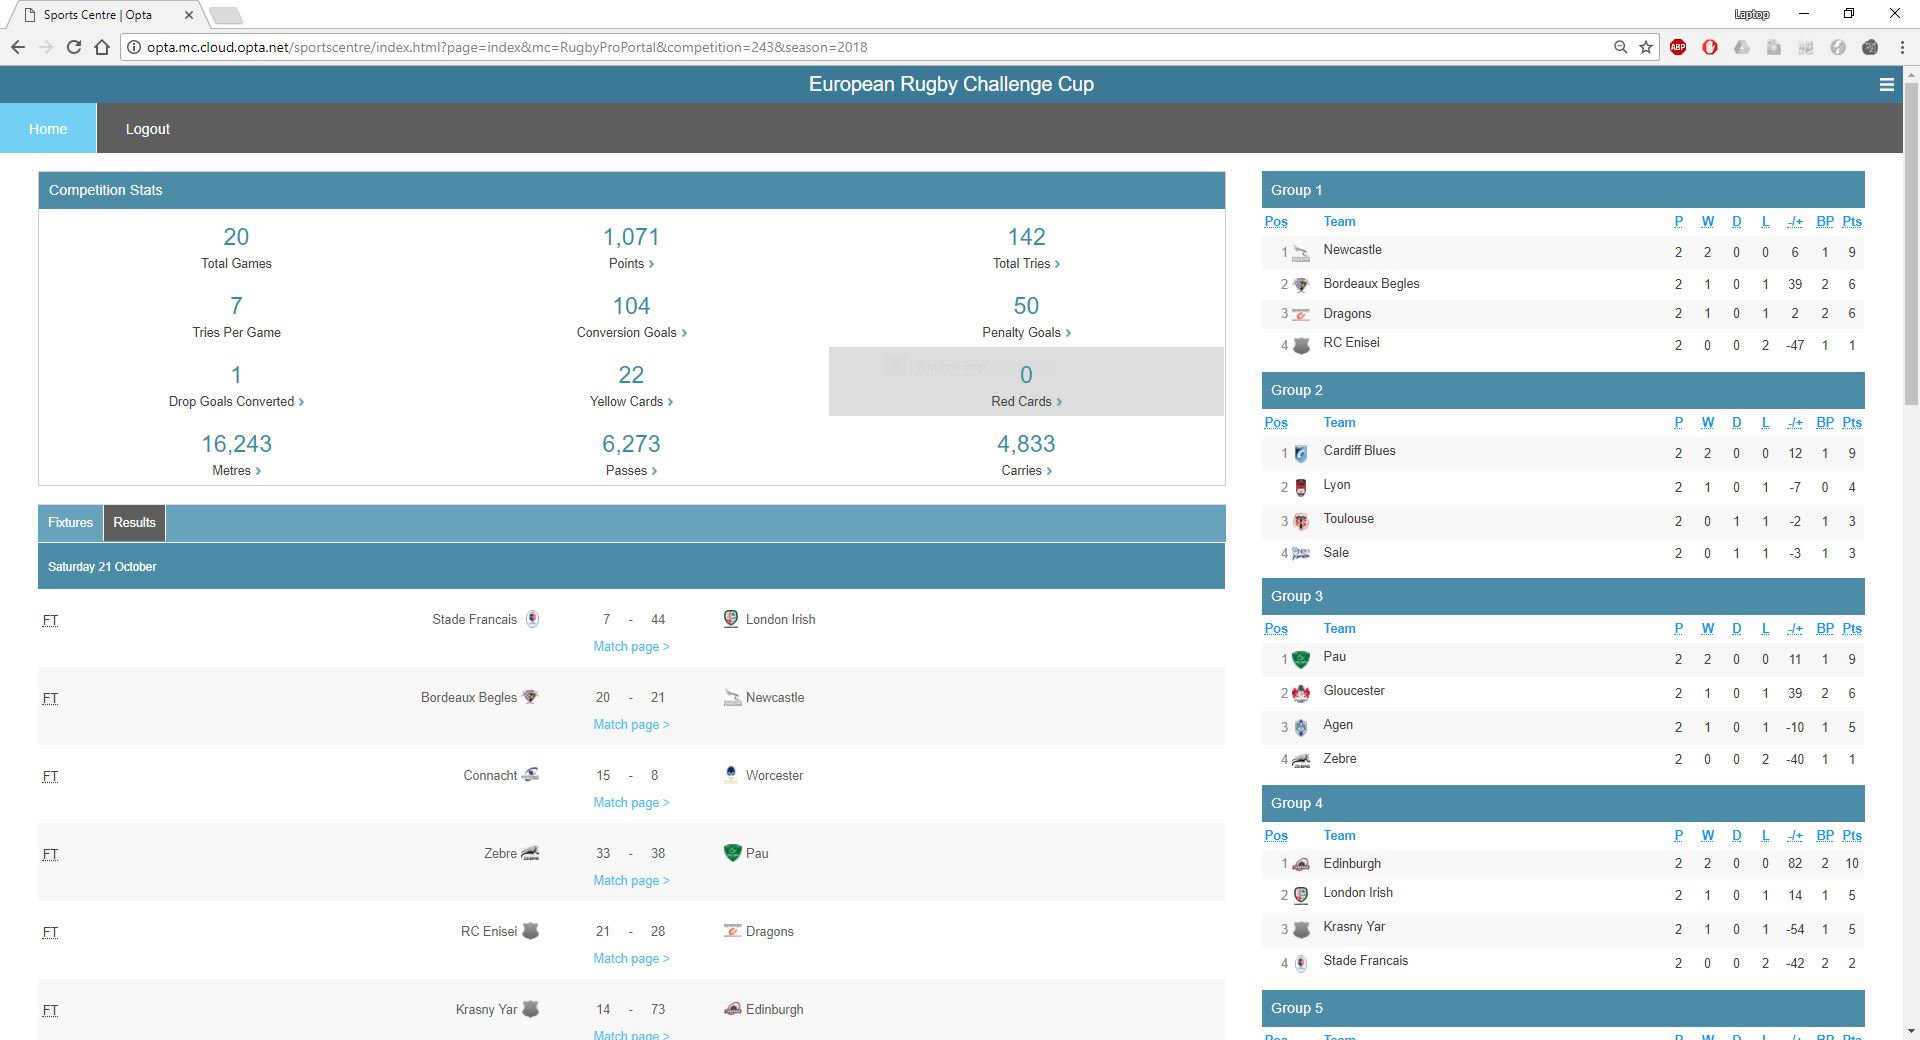 Sports Centre | Opta
Laptop
opta.mc.cloud.opta.net/sportscentre/index.html?page=index&mc=RugbyProPortal&competition=243&season=2018
ABP
European Rugby Challenge Cup
Home Logout
Competition Stats
20 1,071 142
Total Games Points › Total Tries ›
7 104 50
Tries Per Game Conversion Goals › Penalty Goals ›
Window Snip
1 22 0
Drop Goals Converted › Yellow Cards › Red Cards ›
16,243 6,273 4,833
Metres › Passes › Carries ›
Fixtures Results
Saturday 21 October
FT Stade Francais 7 - 44 London Irish
Match page >
FT Bordeaux Begles 20 - 21 Newcastle
Match page >
FT Connacht 15 - 8 Worcester
Match page >
FT Zebre 33 - 38 Pau
Match page >
FT RC Enisei 21 - 28 Dragons
Match page >
FT Krasny Yar 14 - 73 Edinburgh
Match page >
Group 1
Pos Team P W D L -/+ BP Pts
1 Newcastle 2 2 0 0 6 1 9
2 Bordeaux Begles 2 1 0 1 39 2 6
3 Dragons 2 1 0 1 2 2 6
4 RC Enisei 2 0 0 2 -47 1 1
Group 2
Pos Team P W D L -/+ BP Pts
1 Cardiff Blues 2 2 0 0 12 1 9
2 Lyon 2 1 0 1 -7 0 4
3 Toulouse 2 0 1 1 -2 1 3
4 Sale 2 0 1 1 -3 1 3
Group 3
Pos Team P W D L -/+ BP Pts
1 Pau 2 2 0 0 11 1 9
2 Gloucester 2 1 0 1 39 2 6
3 Agen 2 1 0 1 -10 1 5
4 Zebre 2 0 0 2 -40 1 1
Group 4
Pos Team P W D L -/+ BP Pts
1 Edinburgh 2 2 0 0 82 2 10
2 London Irish 2 1 0 1 14 1 5
3 Krasny Yar 2 1 0 1 -54 1 5
4 Stade Francais 2 0 0 2 -42 2 2
Group 5
Pos Team P W D L -/+ BP Pts